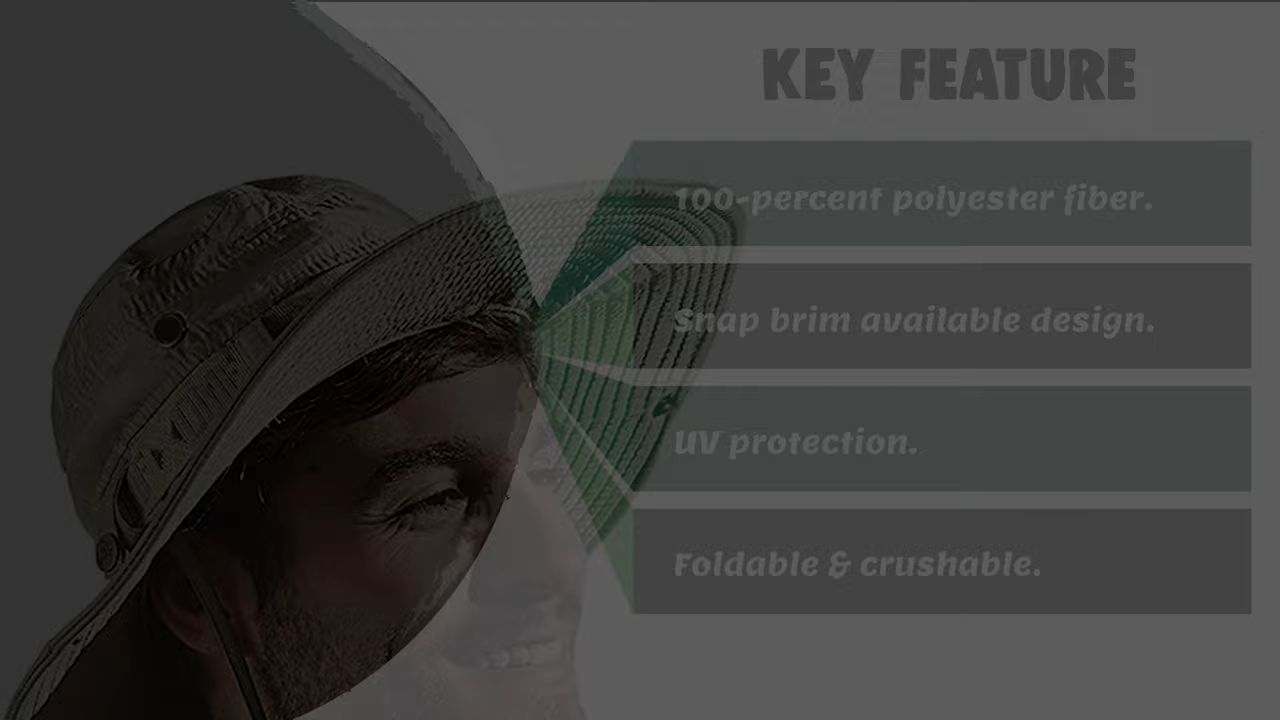 KEY FEATURE
100-percent polyester fiber.
Snap brim available design.
UV protection.
Foldable & crushable.